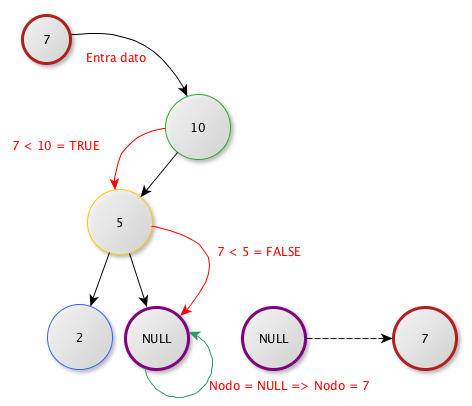 7
Entra dato
10
7 < 10 = TRUE
5
7 < 5 = FALSE
2
NULL
NULL
7
Nodo = NULL => Nodo = 7